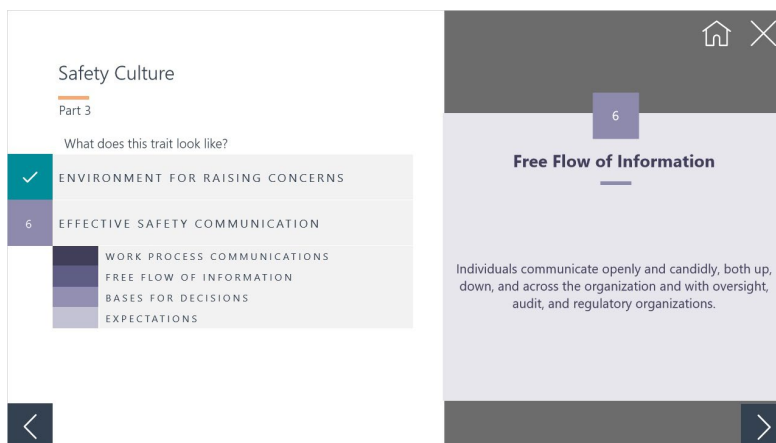 Safety Culture
Part 3
What does this trait look like?
ENVIRONMENT FOR RAISING CONCERNS
6
EFFECTIVE SAFETY COMMUNICATION
WORK PROCESS COMMUNICATIONS
FREE FLOW OF INFORMATION
BASES FOR DECISIONS
EXPECTATIONS
6
Free Flow of Information
Individuals communicate openly and candidly, both up,
down, and across the organization and with oversight,
audit, and regulatory organizations.